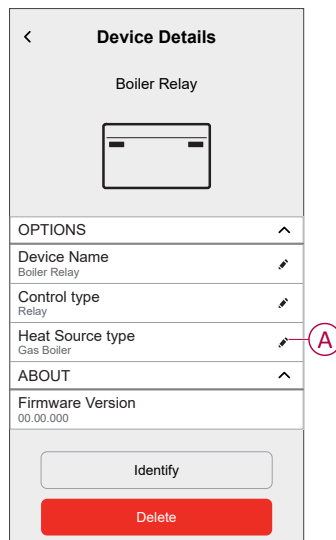 Device Details
Boiler Relay
OPTIONS
Device Name
Boiler Relay
Control type
Relay
Heat Source type
Gas Boiler
A
ABOUT
Firmware Version
00.00.000
Identify
Delete